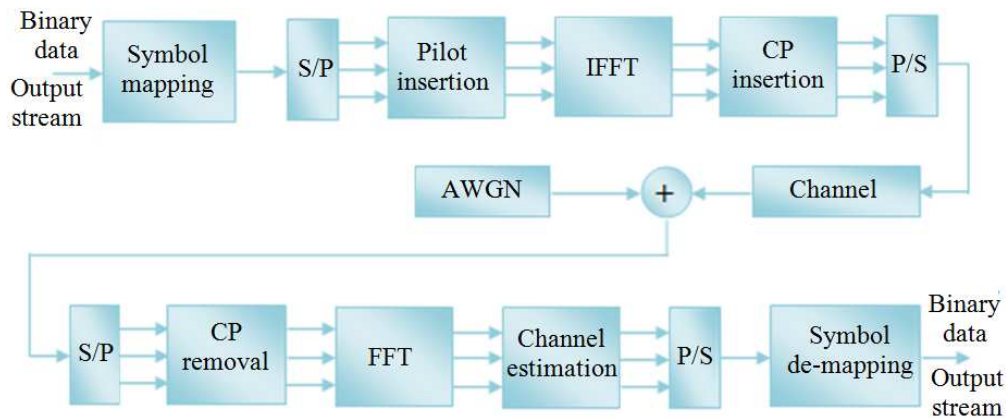 Binary
data
Output
stream
Symbol
mapping
S/P
Pilot
insertion
IFFT
CP
insertion
P/S
AWGN
+
Channel
S/P
CP
removal
FFT
Channel
estimation
P/S
Symbol
de-mapping
Binary
data
Output
stream